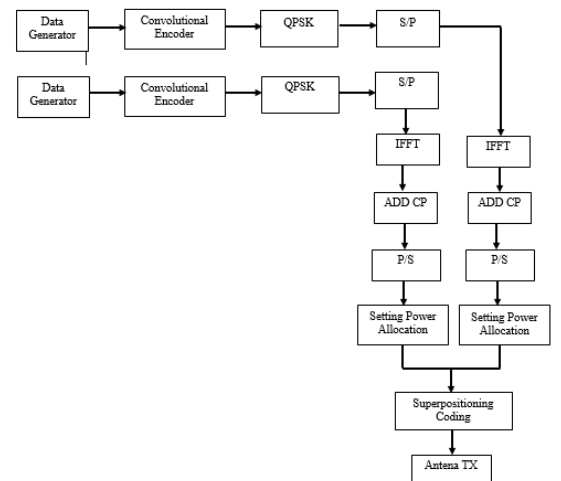 Data
Generator
Convolutional
Encoder
QPSK
S/P
Data
Generator
Convolutional
Encoder
QPSK
S/P
IFFT
IFFT
ADD CP
ADD CP
P/S
P/S
Setting Power
Allocation
Setting Power
Allocation
Superpositioning
Coding
Antena TX